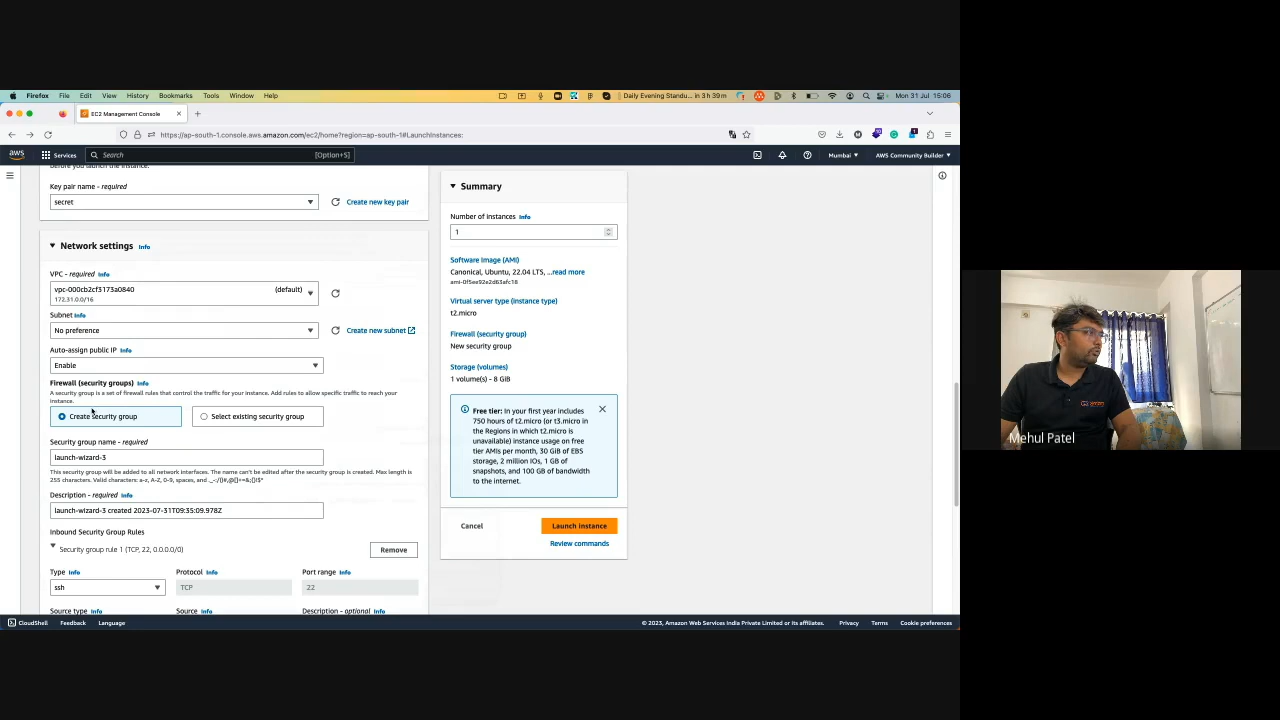 Firefox File Edit View History Bookmarks Tools Window Help
Daily Evening Standu... in 3 h 39 m
Mon 31 Jul 15:06
EC2 Management Console
https://ap-south-1.console.aws.amazon.com/ec2/home?region=ap-south-1#LaunchInstances:
aws Services Search [Option+S] Mumbai AWS Community Builder
before you launch the instance.
Key pair name - required
secret
Create new key pair
Network settings Info
VPC - required Info
vpc-000cb2cf3173a0840 (default)
172.31.0.0/16
Subnet Info
No preference
Create new subnet
Auto-assign public IP Info
Enable
Firewall (security groups) Info
A security group is a set of firewall rules that control the traffic for your instance. Add rules to allow specific traffic to reach your
instance.
Create security group
Select existing security group
Security group name - required
launch-wizard-3
This security group will be added to all network interfaces. The name can't be edited after the security group is created. Max length is
255 characters. Valid characters: a-z, A-Z, 0-9, spaces, and ._-:/()#,@[]+=&;{}!$*
Description - required Info
launch-wizard-3 created 2023-07-31T09:35:09.978Z
Inbound Security Group Rules
Security group rule 1 (TCP, 22, 0.0.0.0/0)
Remove
Type Info Protocol Info Port range Info
ssh TCP 22
Source type Info Source Info Description - optional Info
Summary
Number of instances Info
1
Software Image (AMI)
Canonical, Ubuntu, 22.04 LTS, ...read more
ami-0f5ee92e2d63afc18
Virtual server type (instance type)
t2.micro
Firewall (security group)
New security group
Storage (volumes)
1 volume(s) - 8 GiB
Free tier: In your first year includes
750 hours of t2.micro (or t3.micro in
the Regions in which t2.micro is
unavailable) instance usage on free
tier AMIs per month, 30 GiB of EBS
storage, 2 million IOs, 1 GB of
snapshots, and 100 GB of bandwidth
to the internet.
Cancel
Launch instance
Review commands
CloudShell Feedback Language
© 2023, Amazon Web Services India Private Limited or its affiliates. Privacy Terms Cookie preferences
Mehul Patel